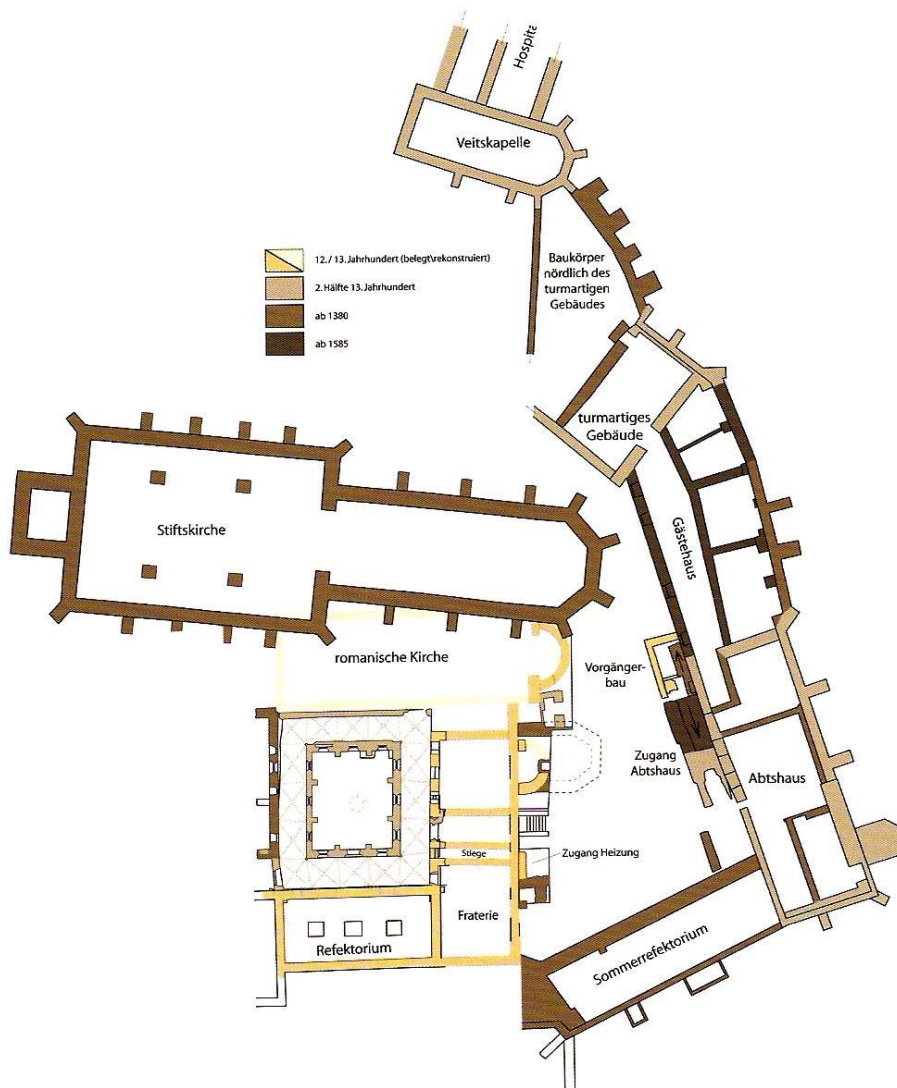 Hospita
Veitskapelle
12. / 13. Jahrhundert (belegt\rekonstruiert)
2. Hälfte 13. Jahrhundert
ab 1380
ab 1585
Baukörper
nördlich des
turmartigen
Gebäudes
turmartiges
Gebäude
Stiftskirche
Gästehaus
romanische Kirche
Vorgänger-
bau
Zugang
Abtshaus
Abtshaus
Stiege
Zugang Heizung
Fraterie
Refektorium
Sommerrefektorium